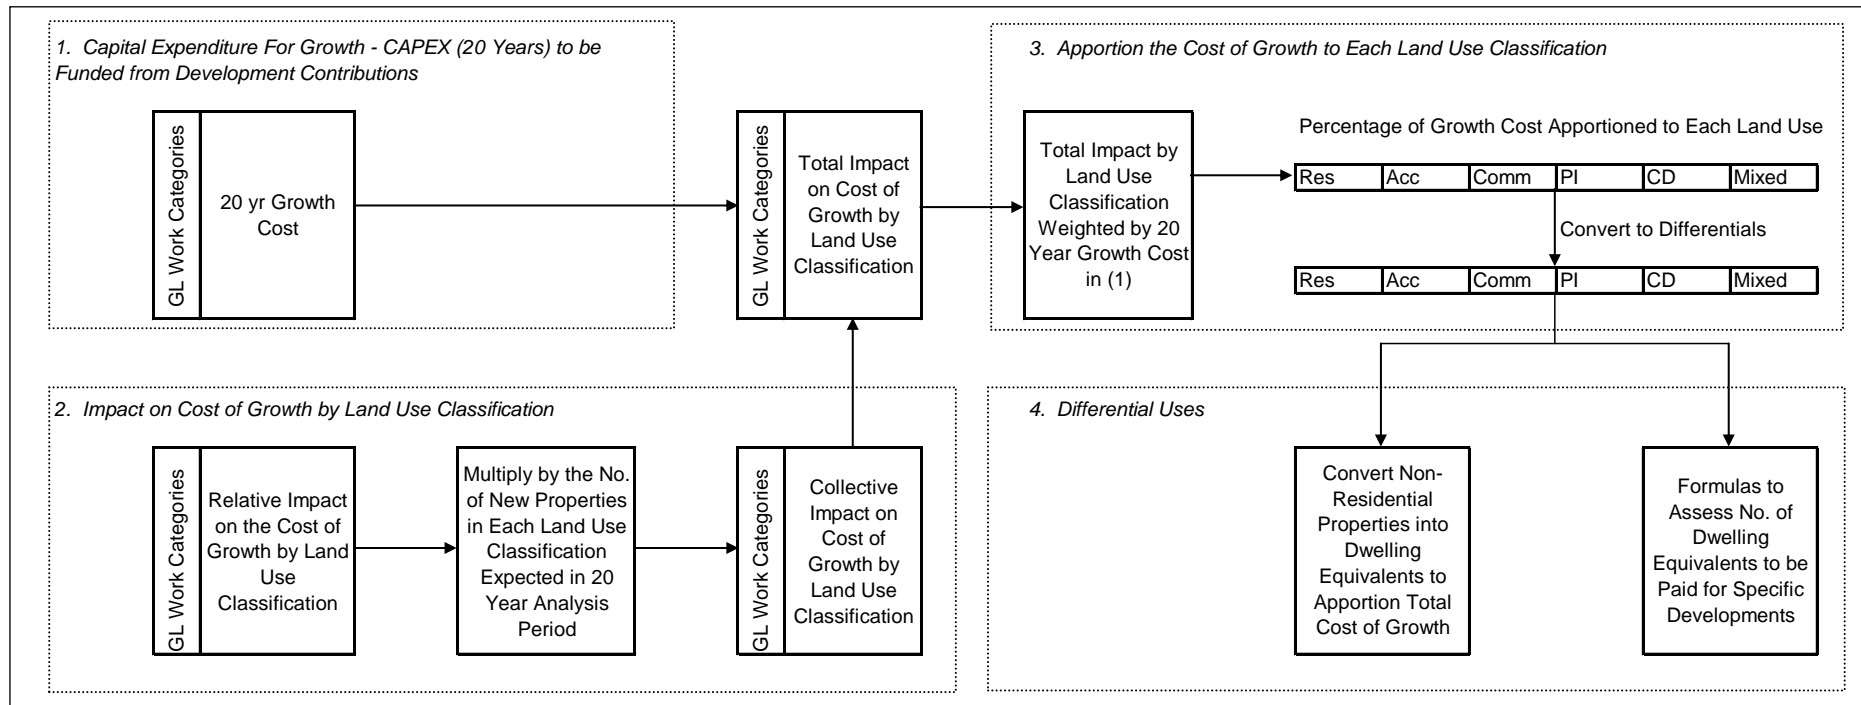 1. Capital Expenditure For Growth - CAPEX (20 Years) to be
Funded from Development Contributions
GL Work Categories
20 yr Growth
Cost
GL Work Categories
Total Impact
on Cost of
Growth by
Land Use
Classification
3. Apportion the Cost of Growth to Each Land Use Classification
Total Impact by
Land Use
Classification
Weighted by 20
Year Growth Cost
in (1)
Percentage of Growth Cost Apportioned to Each Land Use
Res Acc Comm PI CD Mixed
Convert to Differentials
Res Acc Comm PI CD Mixed
2. Impact on Cost of Growth by Land Use Classification
GL Work Categories
Relative Impact
on the Cost of
Growth by Land
Use
Classification
Multiply by the No.
of New Properties
in Each Land Use
Classification
Expected in 20
Year Analysis
Period
GL Work Categories
Collective
Impact on
Cost of
Growth by
Land Use
Classification
4. Differential Uses
Convert Non-
Residential
Properties into
Dwelling
Equivalents to
Apportion Total
Cost of Growth
Formulas to
Assess No. of
Dwelling
Equivalents to be
Paid for Specific
Developments